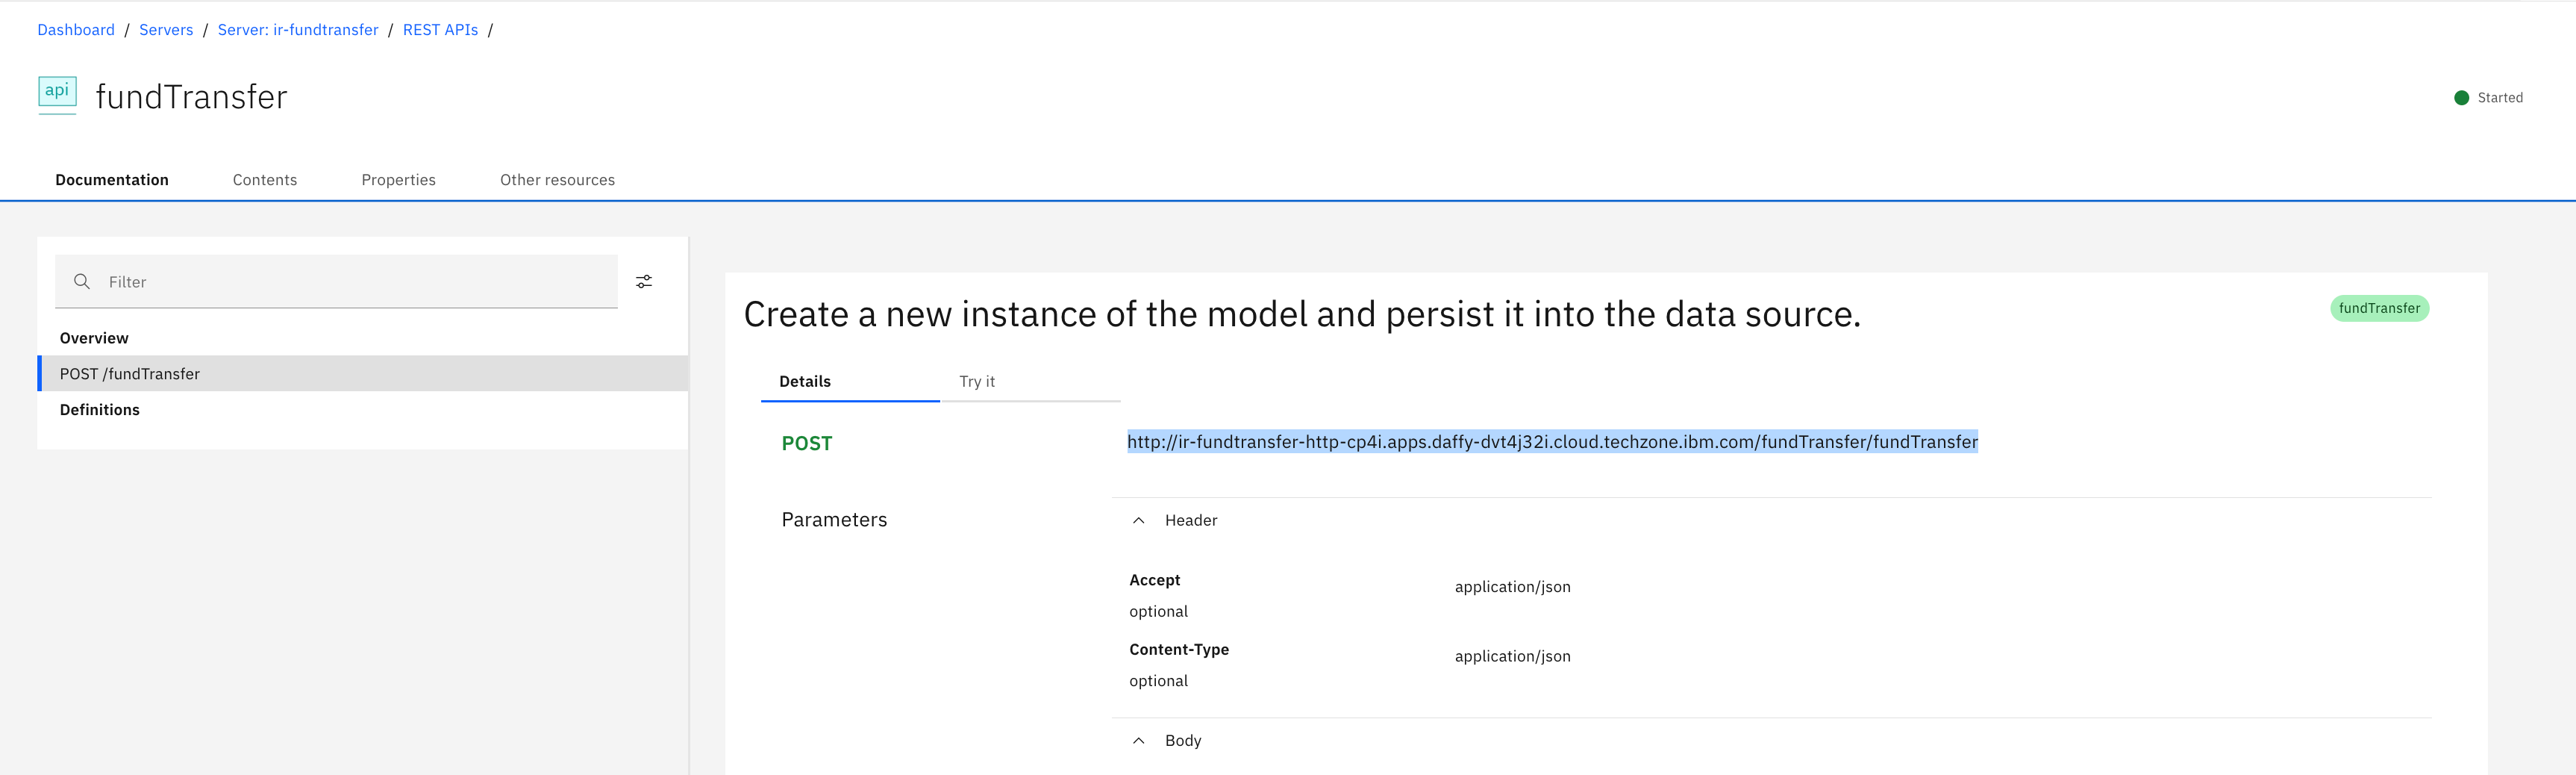 Dashboard / Servers / Server: ir-fundtransfer / REST APIs /
api fundTransfer
Started
Documentation Contents Properties Other resources
Filter
Overview
POST /fundTransfer
Definitions
Create a new instance of the model and persist it into the data source.
fundTransfer
Details Try it
POST http://ir-fundtransfer-http-cp4i.apps.daffy-dvt4j32i.cloud.techzone.ibm.com/fundTransfer/fundTransfer
Parameters Header
Accept application/json
optional
Content-Type application/json
optional
Body